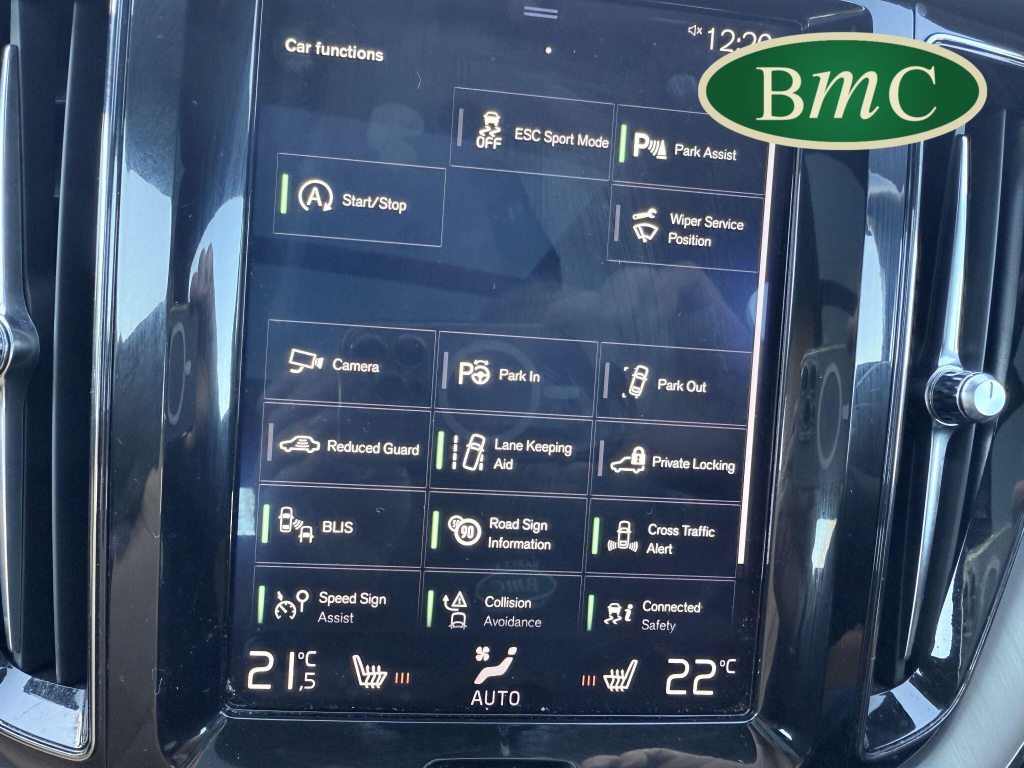 Car functions
BmC
OFF
ESC Sport Mode
P
Park Assist
A
Start/Stop
Wiper Service
Position
Camera
P
Park In
Park Out
Reduced Guard
Lane Keeping
Aid
Private Locking
BLIS
90
Road Sign
Information
Cross Traffic
Alert
Speed Sign
Assist
Collision
Avoidance
Connected
Safety
21,5 °C
AUTO
22 °C